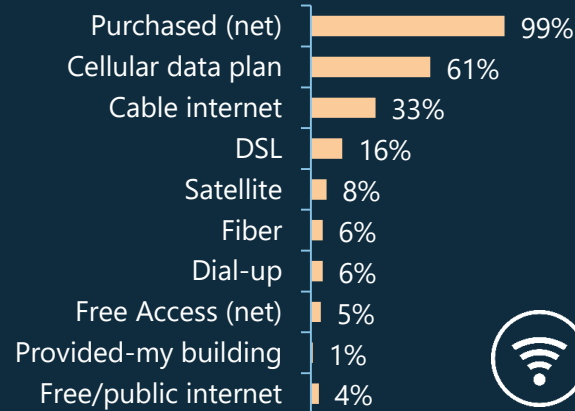 Purchased (net) 99%
Cellular data plan 61%
Cable internet 33%
DSL 16%
Satellite 8%
Fiber 6%
Dial-up 6%
Free Access (net) 5%
Provided-my building 1%
Free/public internet 4%